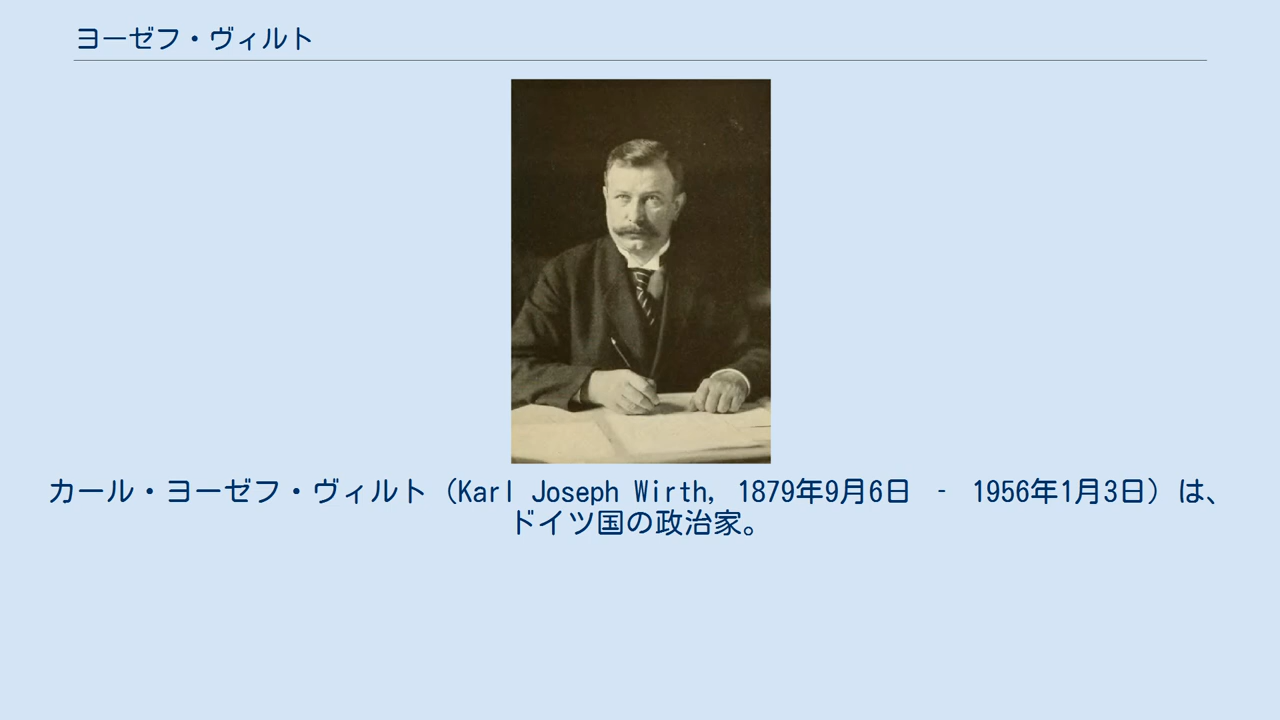 ヨーゼフ・ヴィルト
カール・ヨーゼフ・ヴィルト（Karl Joseph Wirth, 1879年9月6日 – 1956年1月3日）は、
ドイツ国の政治家。